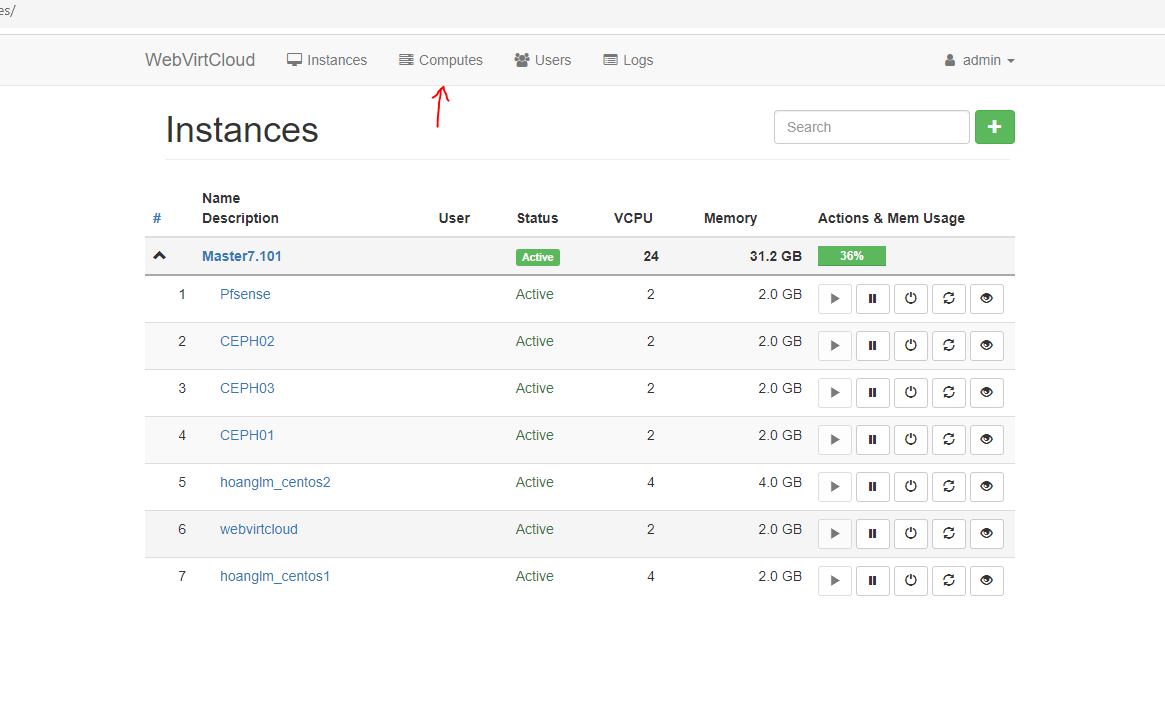 es/
WebVirtCloud Instances Computes Users Logs admin
Instances
Search
Name
# Description User Status VCPU Memory Actions & Mem Usage
Master7.101 Active 24 31.2 GB 36%
1 Pfsense Active 2 2.0 GB
2 CEPH02 Active 2 2.0 GB
3 CEPH03 Active 2 2.0 GB
4 CEPH01 Active 2 2.0 GB
5 hoanglm_centos2 Active 4 4.0 GB
6 webvirtcloud Active 2 2.0 GB
7 hoanglm_centos1 Active 4 2.0 GB